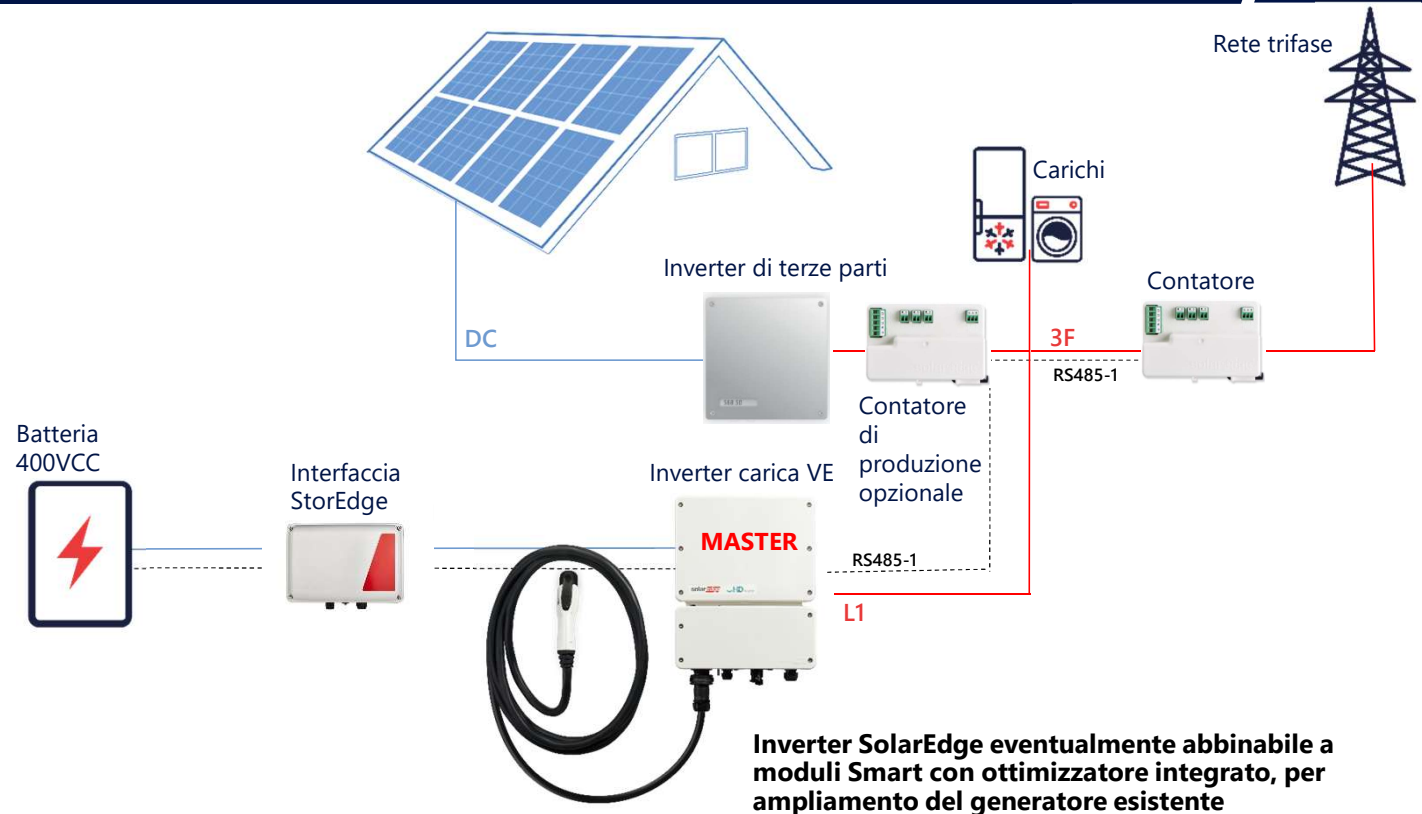 Rete trifase
Carichi
Inverter di terze parti
Contatore
DC
3F
RS485-1
Contatore
di
produzione
opzionale
Batteria
400VCC
Interfaccia
StorEdge
Inverter carica VE
MASTER
RS485-1
solaredge
HD
L1
Inverter SolarEdge eventualmente abbinabile a
moduli Smart con ottimizzatore integrato, per
ampliamento del generatore esistente